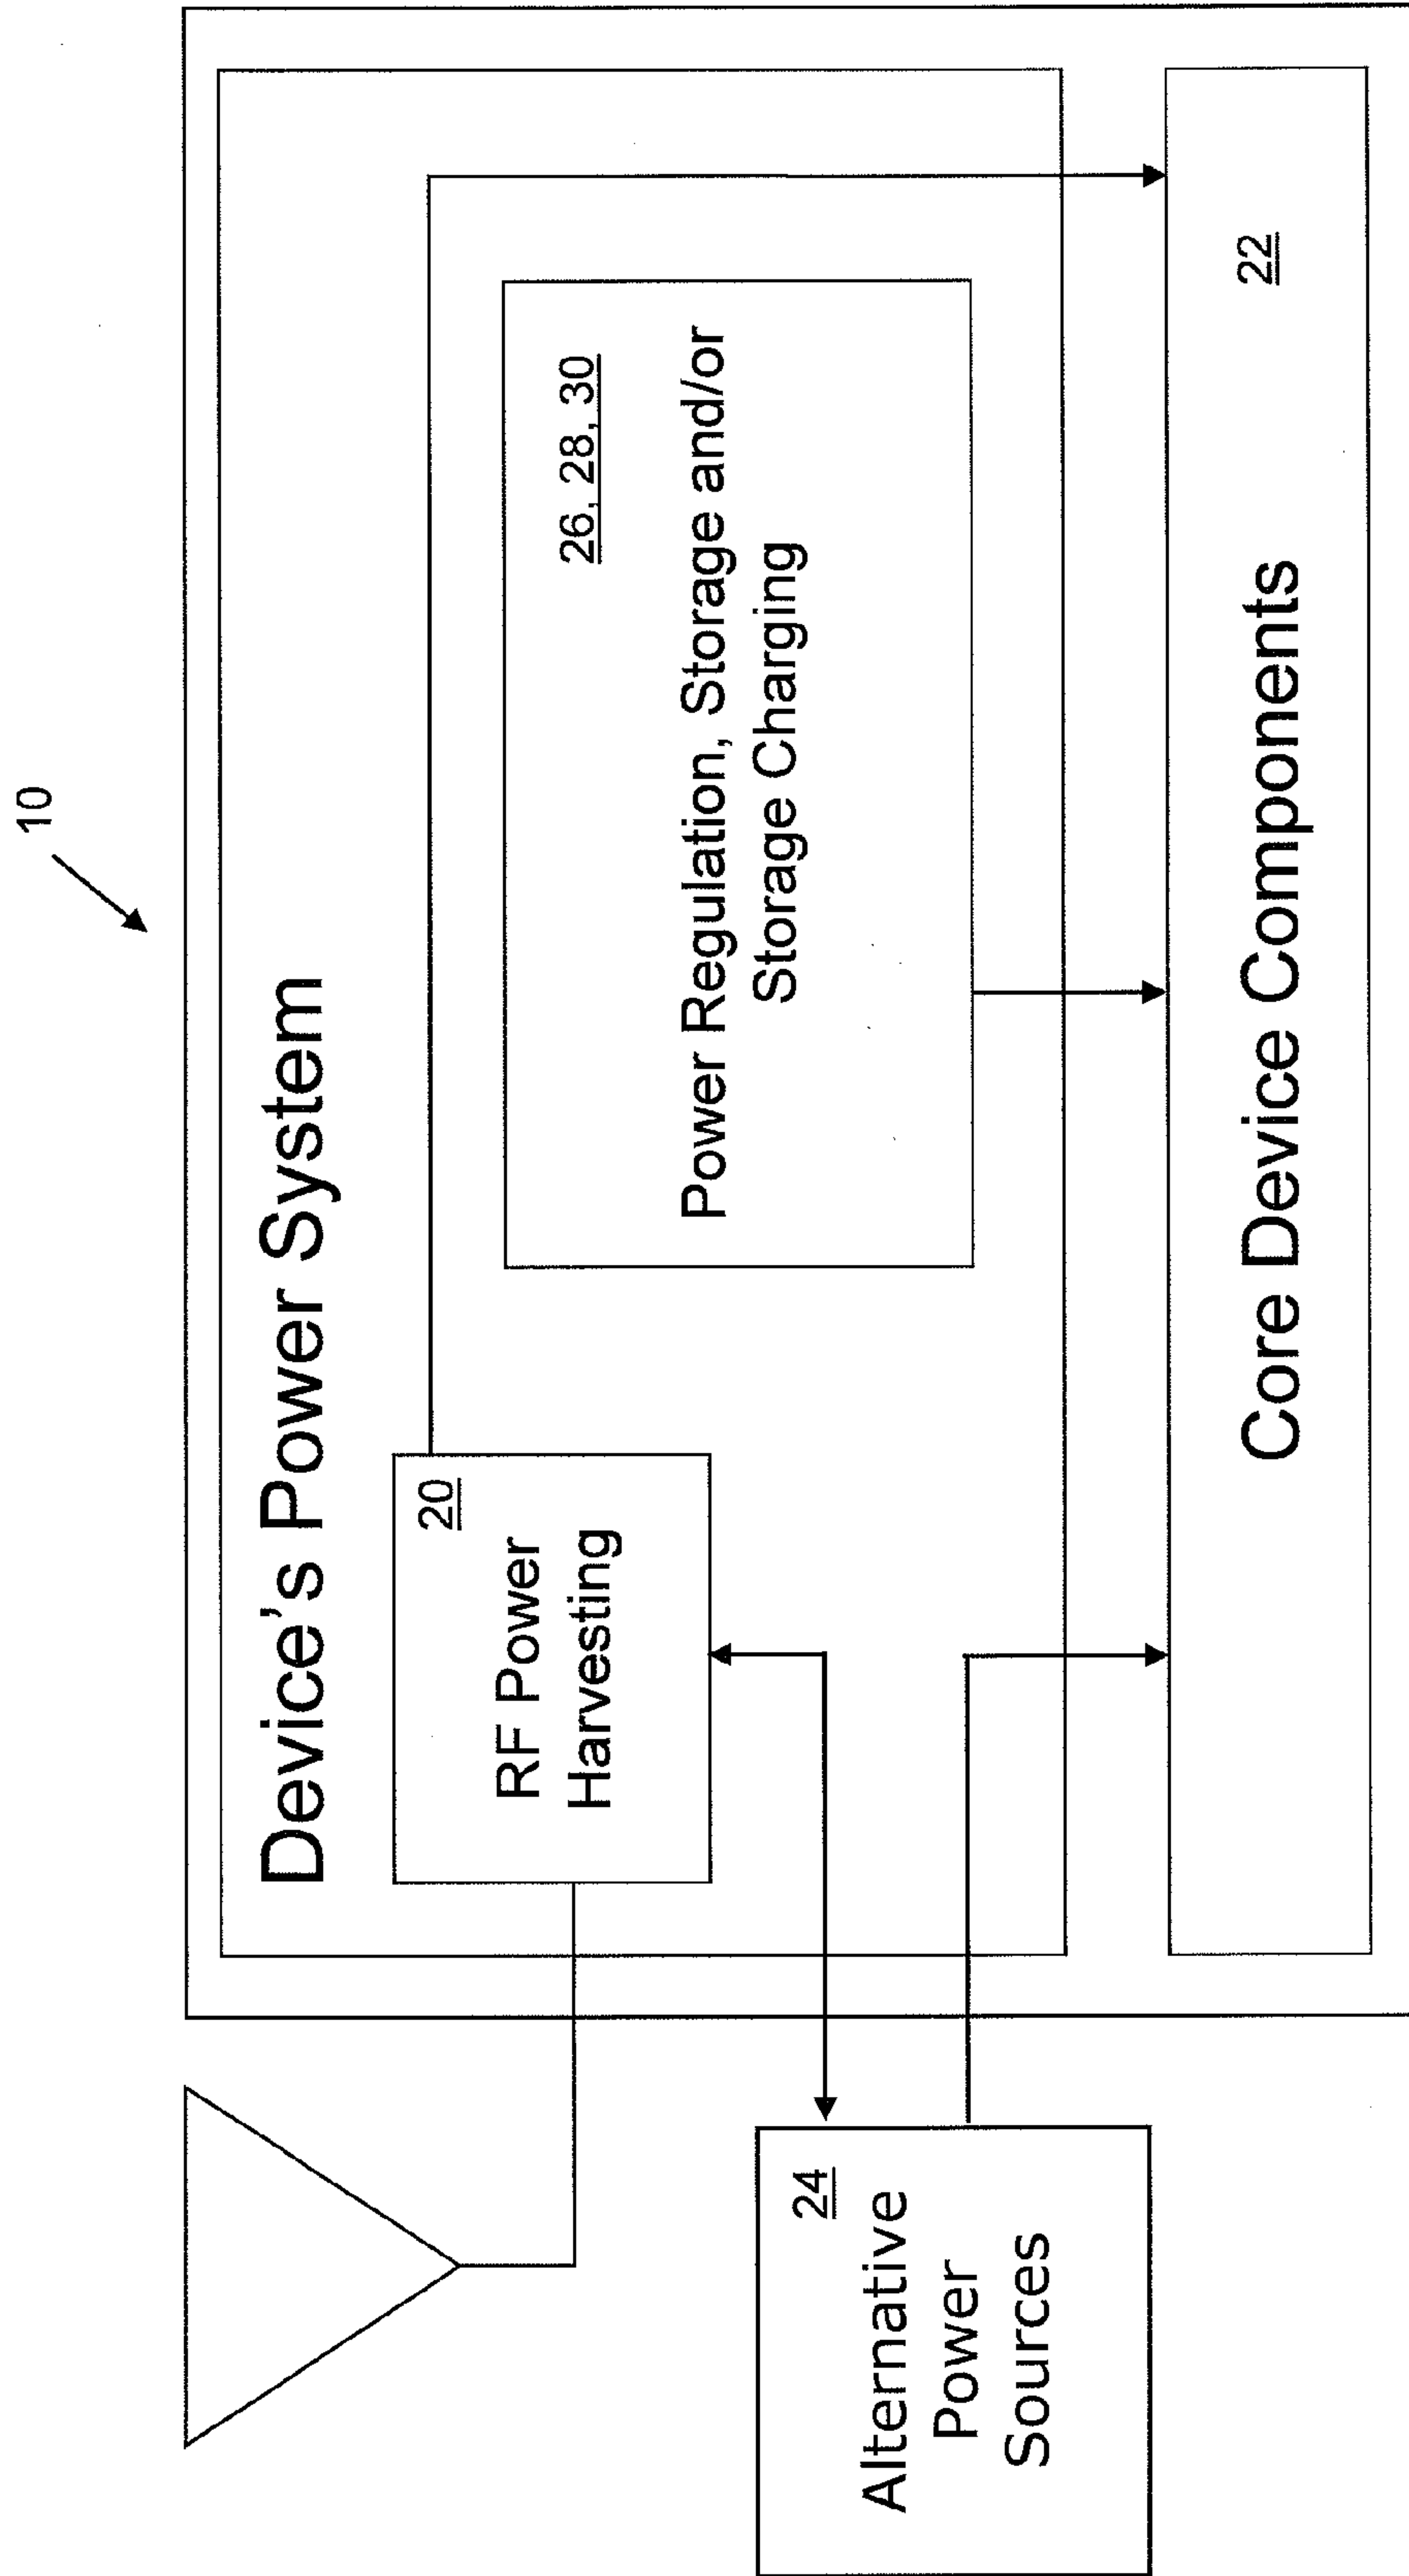 10
Device's Power System
20
RF Power
Harvesting
26, 28, 30
Power Regulation, Storage and/or
Storage Charging
24
Alternative
Power
Sources
22
Core Device Components